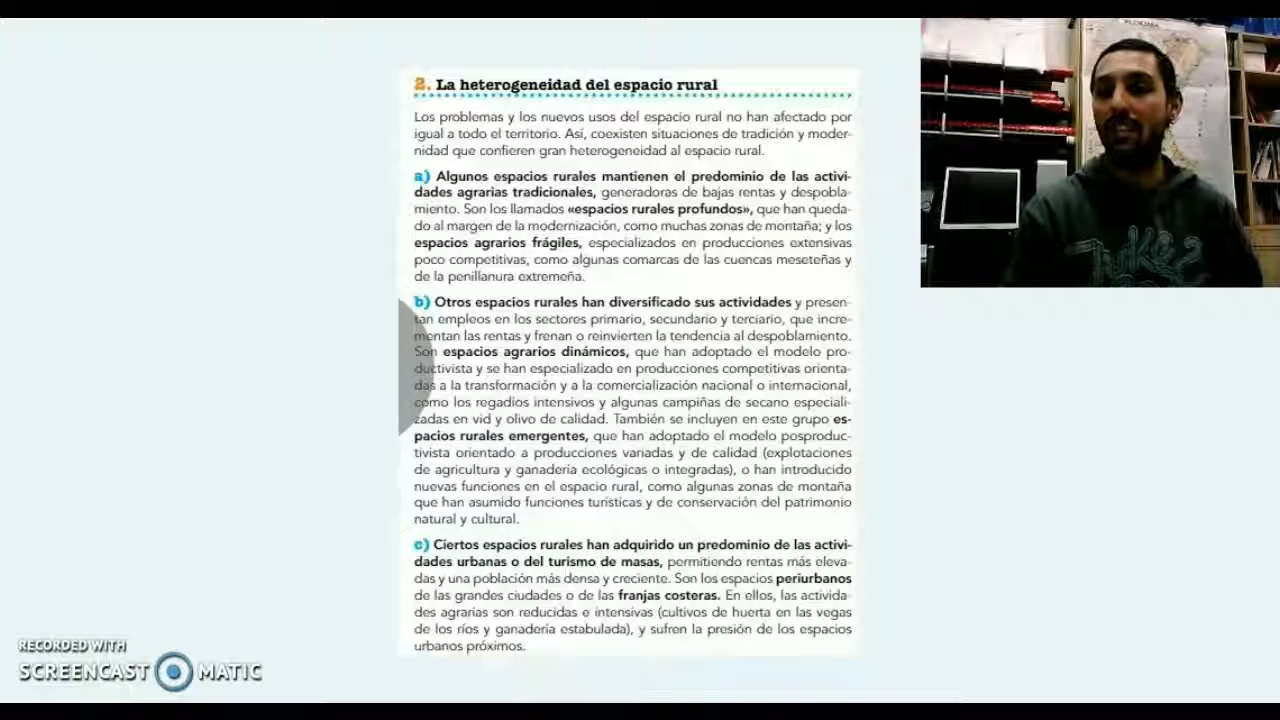 2. La heterogeneidad del espacio rural
Los problemas y los nuevos usos del espacio rural no han afectado por
igual a todo el territorio. Así, coexisten situaciones de tradición y moder-
nidad que confieren gran heterogeneidad al espacio rural.
a) Algunos espacios rurales mantienen el predominio de las activi-
dades agrarias tradicionales, generadoras de bajas rentas y despobla-
miento. Son los llamados «espacios rurales profundos», que han queda-
do al margen de la modernización, como muchas zonas de montaña; y los
espacios agrarios frágiles, especializados en producciones extensivas
poco competitivas, como algunas comarcas de las cuencas meseteñas y
de la penillanura extremeña.
b) Otros espacios rurales han diversificado sus actividades y presen-
tan empleos en los sectores primario, secundario y terciario, que incre-
mentan las rentas y frenan o reinvierten la tendencia al despoblamiento.
Son espacios agrarios dinámicos, que han adoptado el modelo pro-
ductivista y se han especializado en producciones competitivas orienta-
das a la transformación y a la comercialización nacional o internacional,
como los regadíos intensivos y algunas campiñas de secano especiali-
zadas en vid y olivo de calidad. También se incluyen en este grupo es-
pacios rurales emergentes, que han adoptado el modelo posproduc-
tivista orientado a producciones variadas y de calidad (explotaciones
de agricultura y ganadería ecológicas o integradas), o han introducido
nuevas funciones en el espacio rural, como algunas zonas de montaña
que han asumido funciones turísticas y de conservación del patrimonio
natural y cultural.
c) Ciertos espacios rurales han adquirido un predominio de las activi-
dades urbanas o del turismo de masas, permitiendo rentas más eleva-
das y una población más densa y creciente. Son los espacios periurbanos
de las grandes ciudades o de las franjas costeras. En ellos, las activida-
des agrarias son reducidas e intensivas (cultivos de huerta en las vegas
de los ríos y ganadería estabulada), y sufren la presión de los espacios
urbanos próximos.
RECORDED WITH
SCREENCAST MATIC